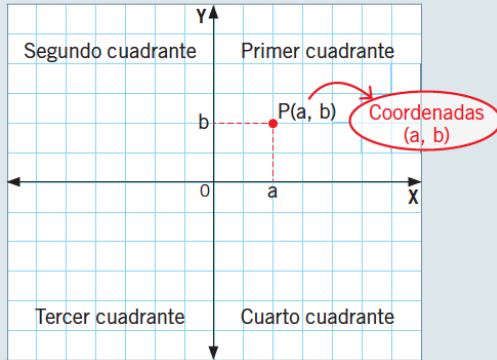 Y
Segundo cuadrante
Primer cuadrante
P(a, b)
Coordenadas
(a, b)
b
0
a
X
Tercer cuadrante
Cuarto cuadrante